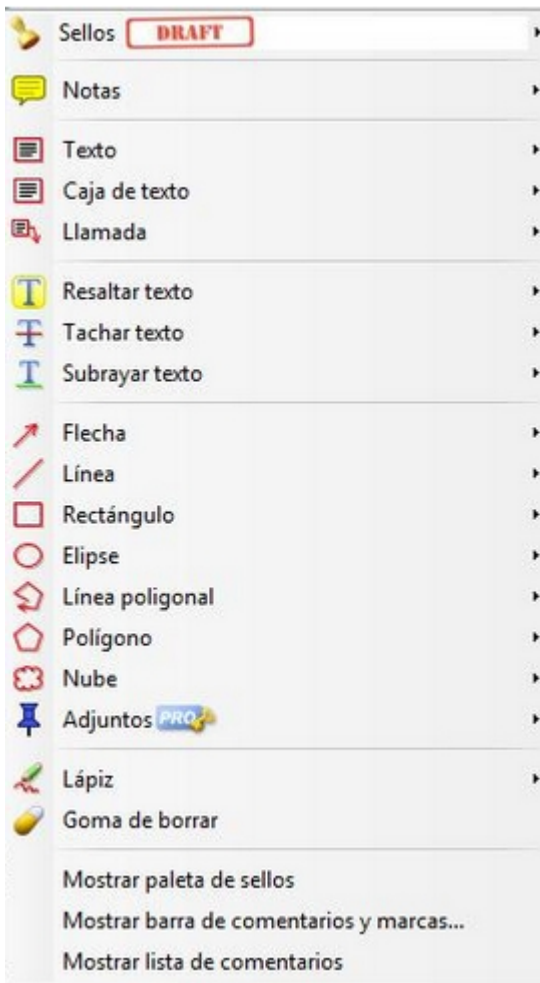 Sellos DRAFT
Notas
Texto
Caja de texto
Llamada
T Resaltar texto
T Tachar texto
T Subrayar texto
Flecha
Línea
Rectángulo
Elipse
Línea poligonal
Polígono
Nube
Adjuntos PRO
Lápiz
Goma de borrar
Mostrar paleta de sellos
Mostrar barra de comentarios y marcas...
Mostrar lista de comentarios